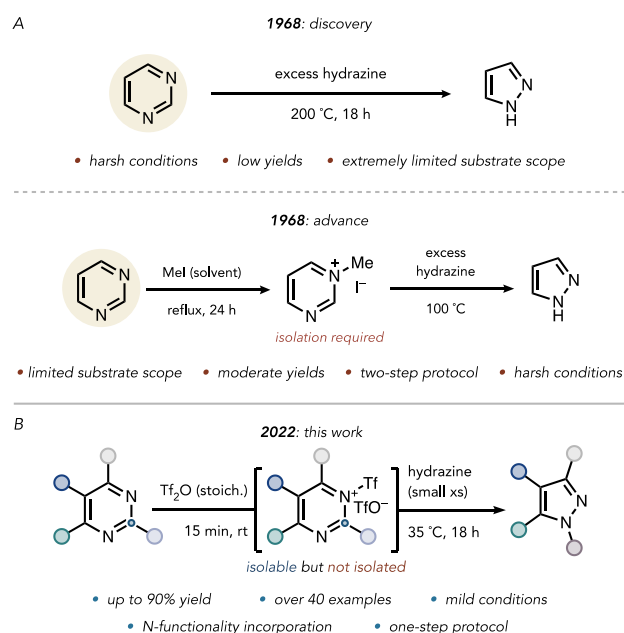 A
1968: discovery
N
N
excess hydrazine
200 °C, 18 h
N
N
H
• harsh conditions • low yields • extremely limited substrate scope
1968: advance
N
N
MeI (solvent)
reflux, 24 h
N
+
Me
I⁻
N
isolation required
excess
hydrazine
100 °C
N
N
H
• limited substrate scope • moderate yields • two-step protocol • harsh conditions
B
2022: this work
N
N
Tf₂O (stoich.)
15 min, rt
N
+
Tf
TfO⁻
N
isolable but not isolated
hydrazine
(small xs)
35 °C, 18 h
N
N
• up to 90% yield • over 40 examples • mild conditions
• N-functionality incorporation • one-step protocol